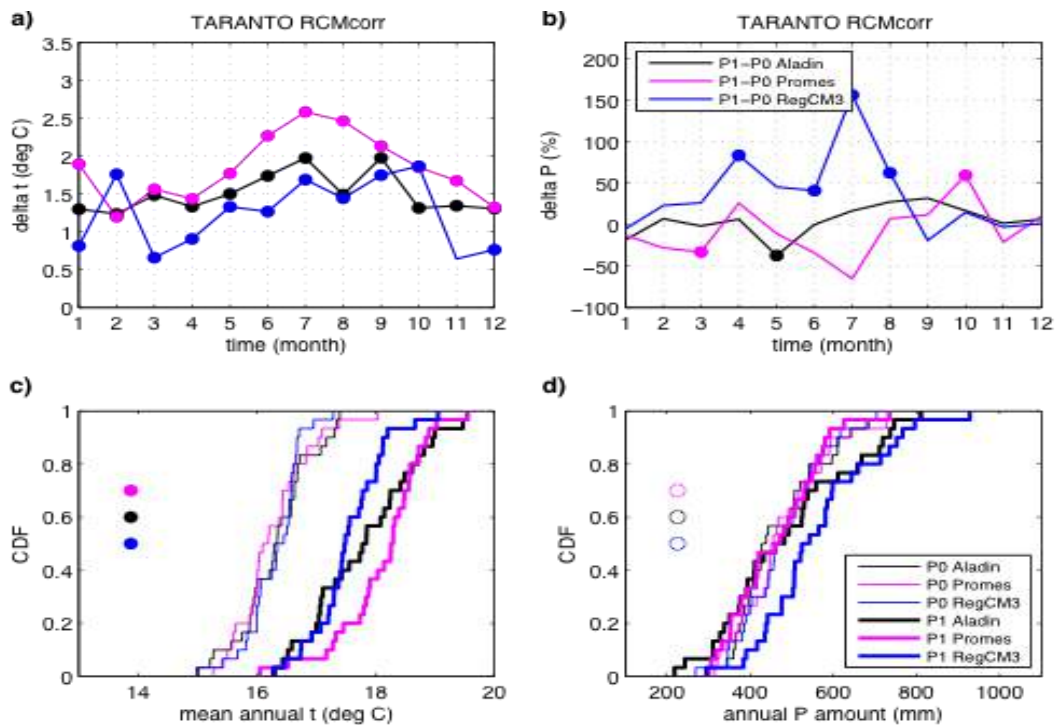 a)
TARANTO RCMcorr
3.5
3
2.5
2
1.5
1
0.5
0
delta t (deg C)
1 2 3 4 5 6 7 8 9 10 11 12
time (month)
b)
TARANTO RCMcorr
200
150
100
50
0
−50
−100
delta P (%)
P1−P0 Aladin
P1−P0 Promes
P1−P0 RegCM3
1 2 3 4 5 6 7 8 9 10 11 12
time (month)
c)
1
0.8
0.6
0.4
0.2
0
CDF
14 16 18 20
mean annual t (deg C)
d)
1
0.8
0.6
0.4
0.2
0
CDF
P0 Aladin
P0 Promes
P0 RegCM3
P1 Aladin
P1 Promes
P1 RegCM3
200 400 600 800 1000
annual P amount (mm)